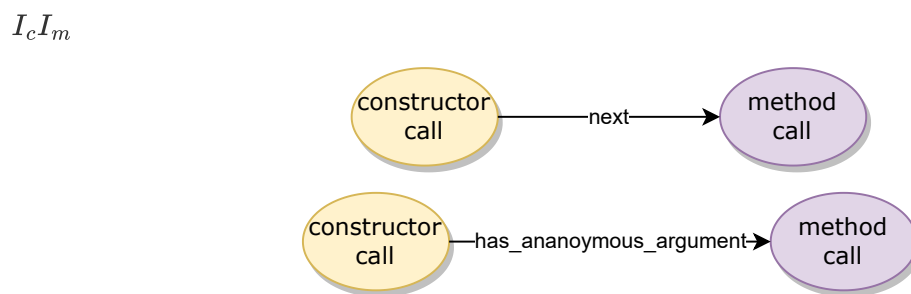 I_cI_m
constructor
call
next
method
call
constructor
call
has_ananoymous_argument
method
call